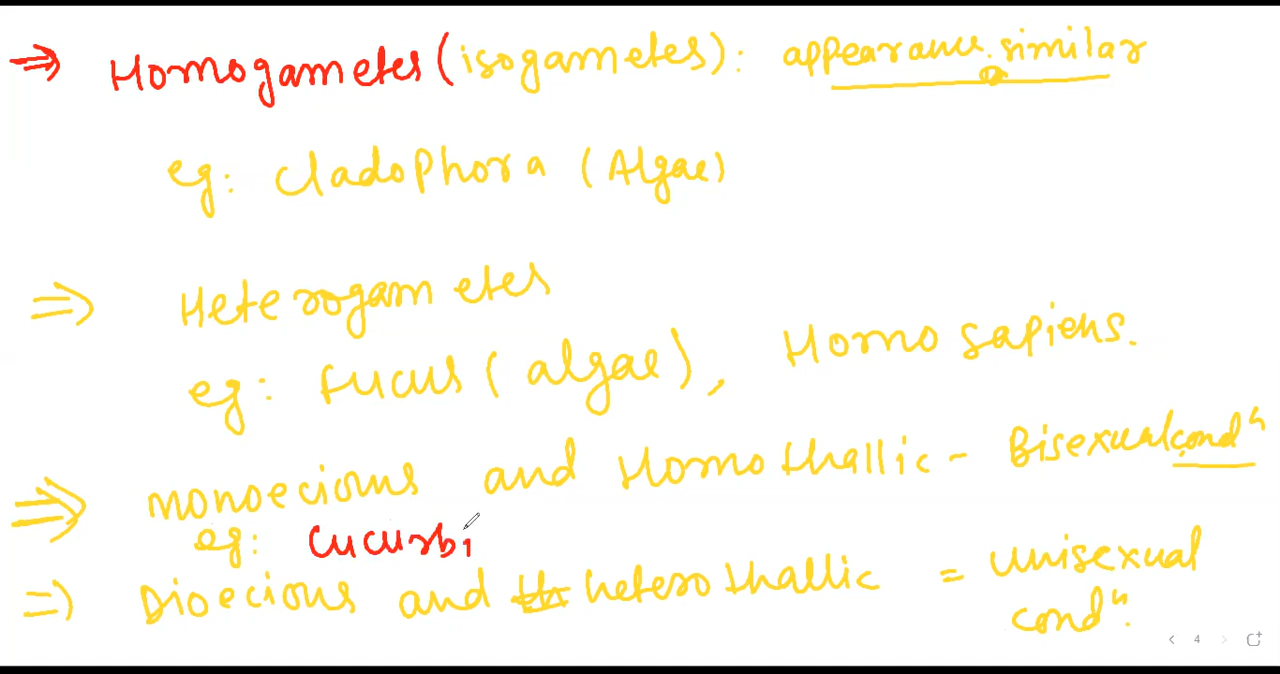 ⇒ Homogametes (isogametes): appearance similar
eg: Cladophora (Algae)
⇒ Heterogametes
eg: fucus (algae), Homo sapiens.
⇒ Monoecious and Homothallic - Bisexual condⁿ
eg: Cucurbi
⇒ Dioecious and heterothallic = unisexual
condⁿ.
4